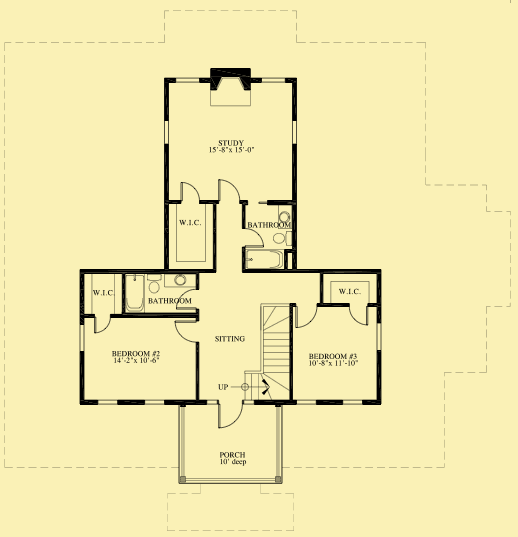 STUDY
15'-8"x 15'-0"
W.I.C.
BATHROOM
W.I.C.
BATHROOM
W.I.C.
SITTING
BEDROOM #2
14'-2"x 10'-6"
BEDROOM #3
10'-8"x 11'-10"
UP
PORCH
10' deep